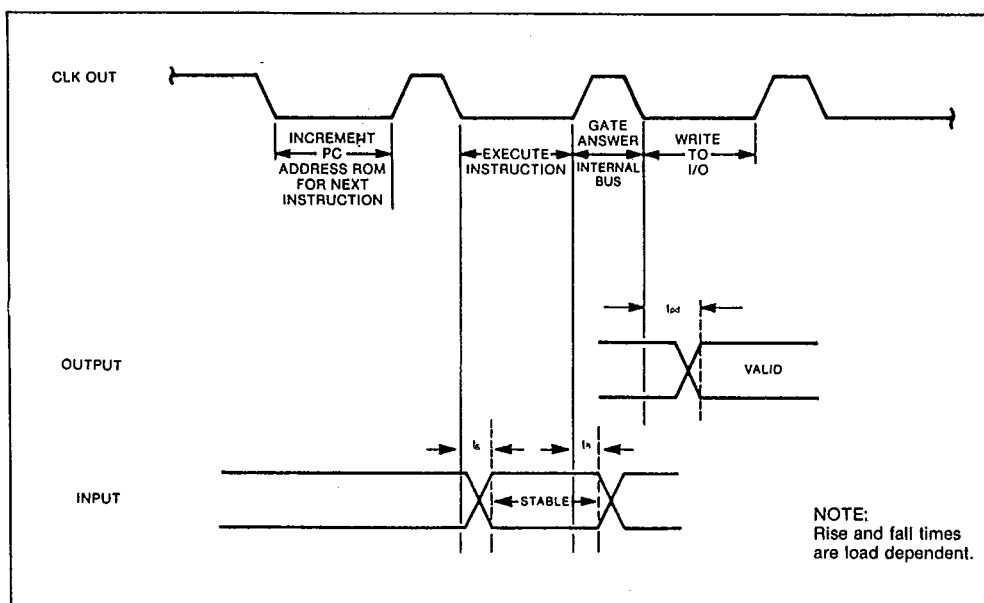 CLK OUT
INCREMENT
PC
ADDRESS ROM
FOR NEXT
INSTRUCTION
EXECUTE
INSTRUCTION
GATE
ANSWER
INTERNAL
BUS
WRITE
TO
I/O
tpd
OUTPUT
VALID
ts
th
INPUT
STABLE
NOTE:
Rise and fall times
are load dependent.